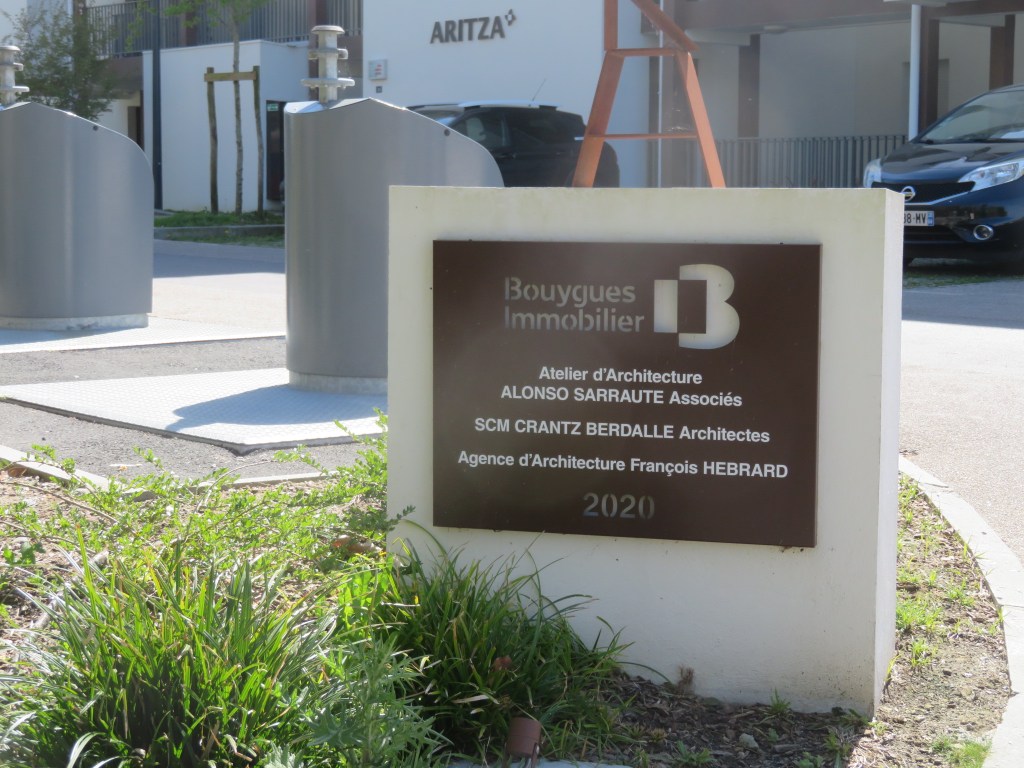 ARITZA
Bouygues
Immobilier
Atelier d'Architecture
ALONSO SARRAUTE Associés
SCM CRANTZ BERDALLE Architectes
Agence d'Architecture François HEBRARD
2020